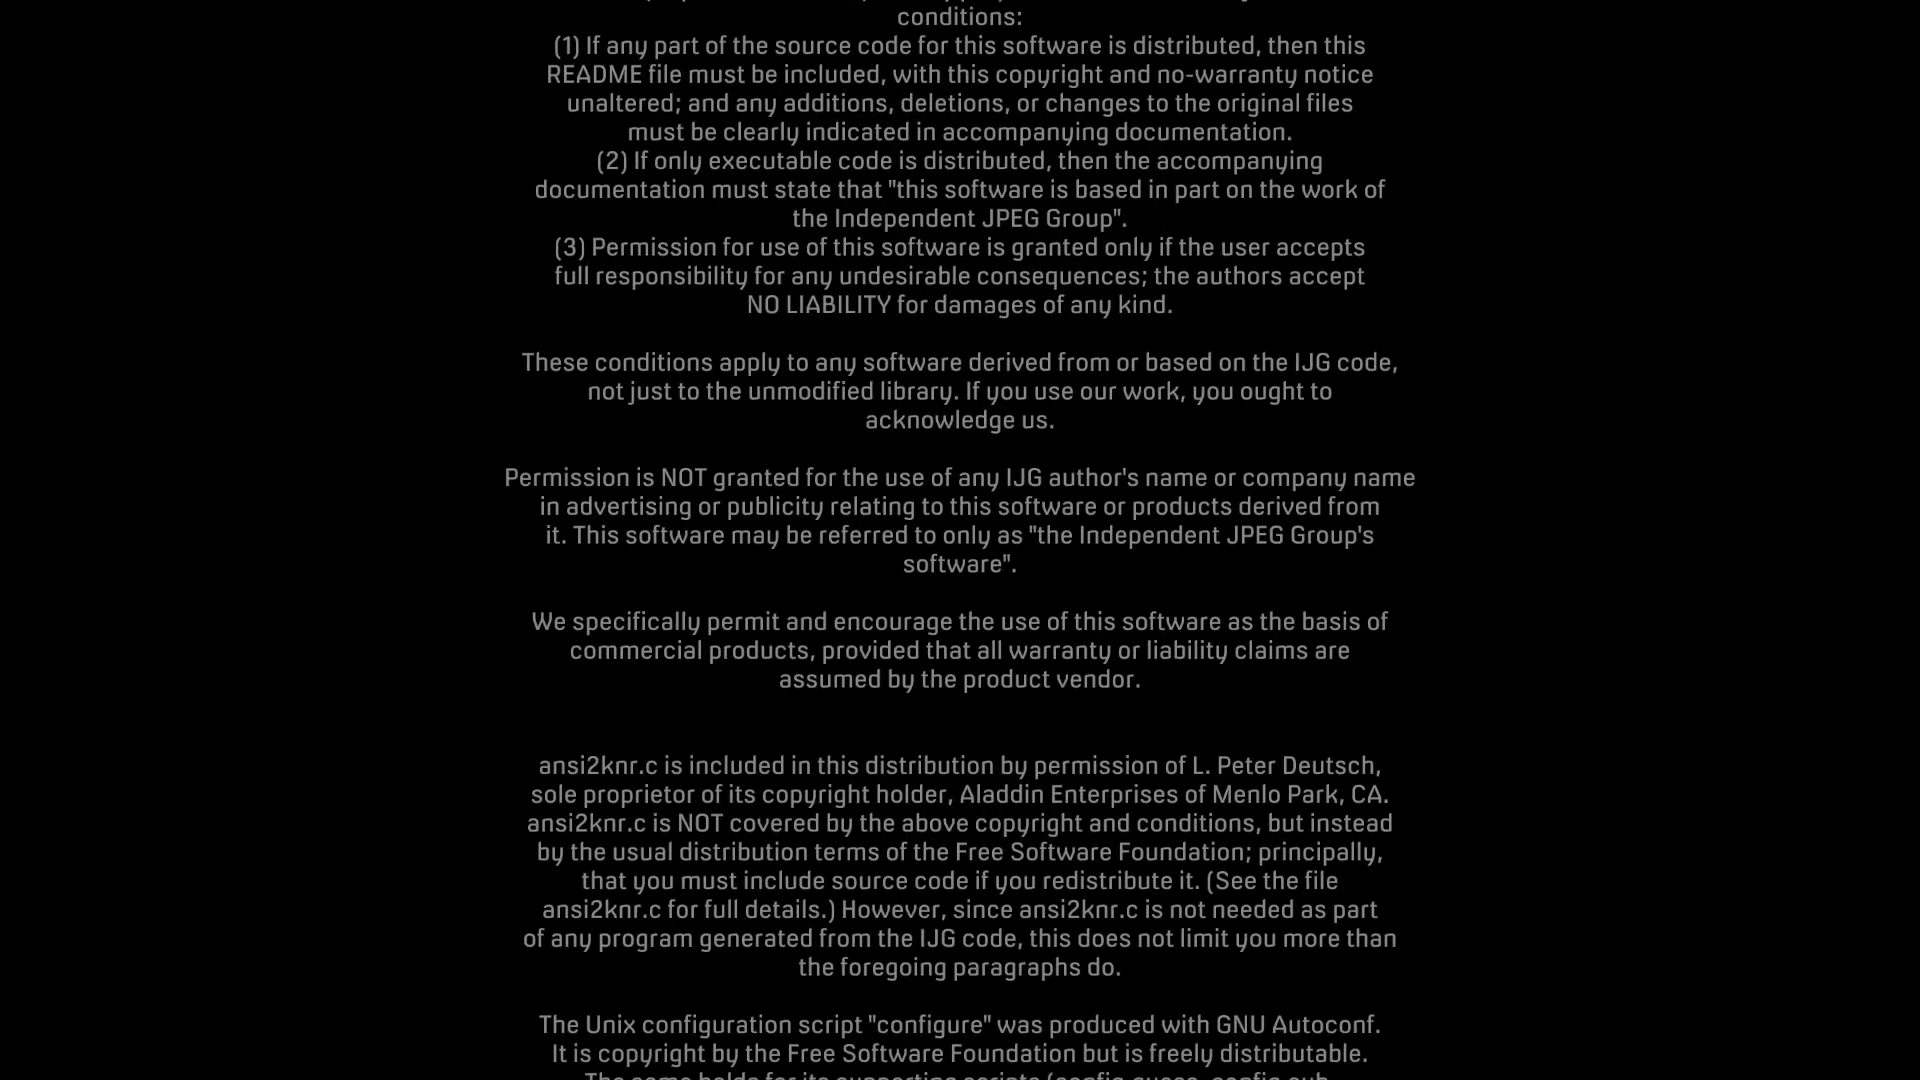 conditions:
(1) If any part of the source code for this software is distributed, then this
README file must be included, with this copyright and no-warranty notice
unaltered; and any additions, deletions, or changes to the original files
must be clearly indicated in accompanying documentation.
(2) If only executable code is distributed, then the accompanying
documentation must state that "this software is based in part on the work of
the Independent JPEG Group".
(3) Permission for use of this software is granted only if the user accepts
full responsibility for any undesirable consequences; the authors accept
NO LIABILITY for damages of any kind.
These conditions apply to any software derived from or based on the IJG code,
not just to the unmodified library. If you use our work, you ought to
acknowledge us.
Permission is NOT granted for the use of any IJG author's name or company name
in advertising or publicity relating to this software or products derived from
it. This software may be referred to only as "the Independent JPEG Group's
software".
We specifically permit and encourage the use of this software as the basis of
commercial products, provided that all warranty or liability claims are
assumed by the product vendor.
ansi2knr.c is included in this distribution by permission of L. Peter Deutsch,
sole proprietor of its copyright holder, Aladdin Enterprises of Menlo Park, CA.
ansi2knr.c is NOT covered by the above copyright and conditions, but instead
by the usual distribution terms of the Free Software Foundation; principally,
that you must include source code if you redistribute it. (See the file
ansi2knr.c for full details.) However, since ansi2knr.c is not needed as part
of any program generated from the IJG code, this does not limit you more than
the foregoing paragraphs do.
The Unix configuration script "configure" was produced with GNU Autoconf.
It is copyright by the Free Software Foundation but is freely distributable.
The same holds for its supporting scripts (config.guess, config.sub,